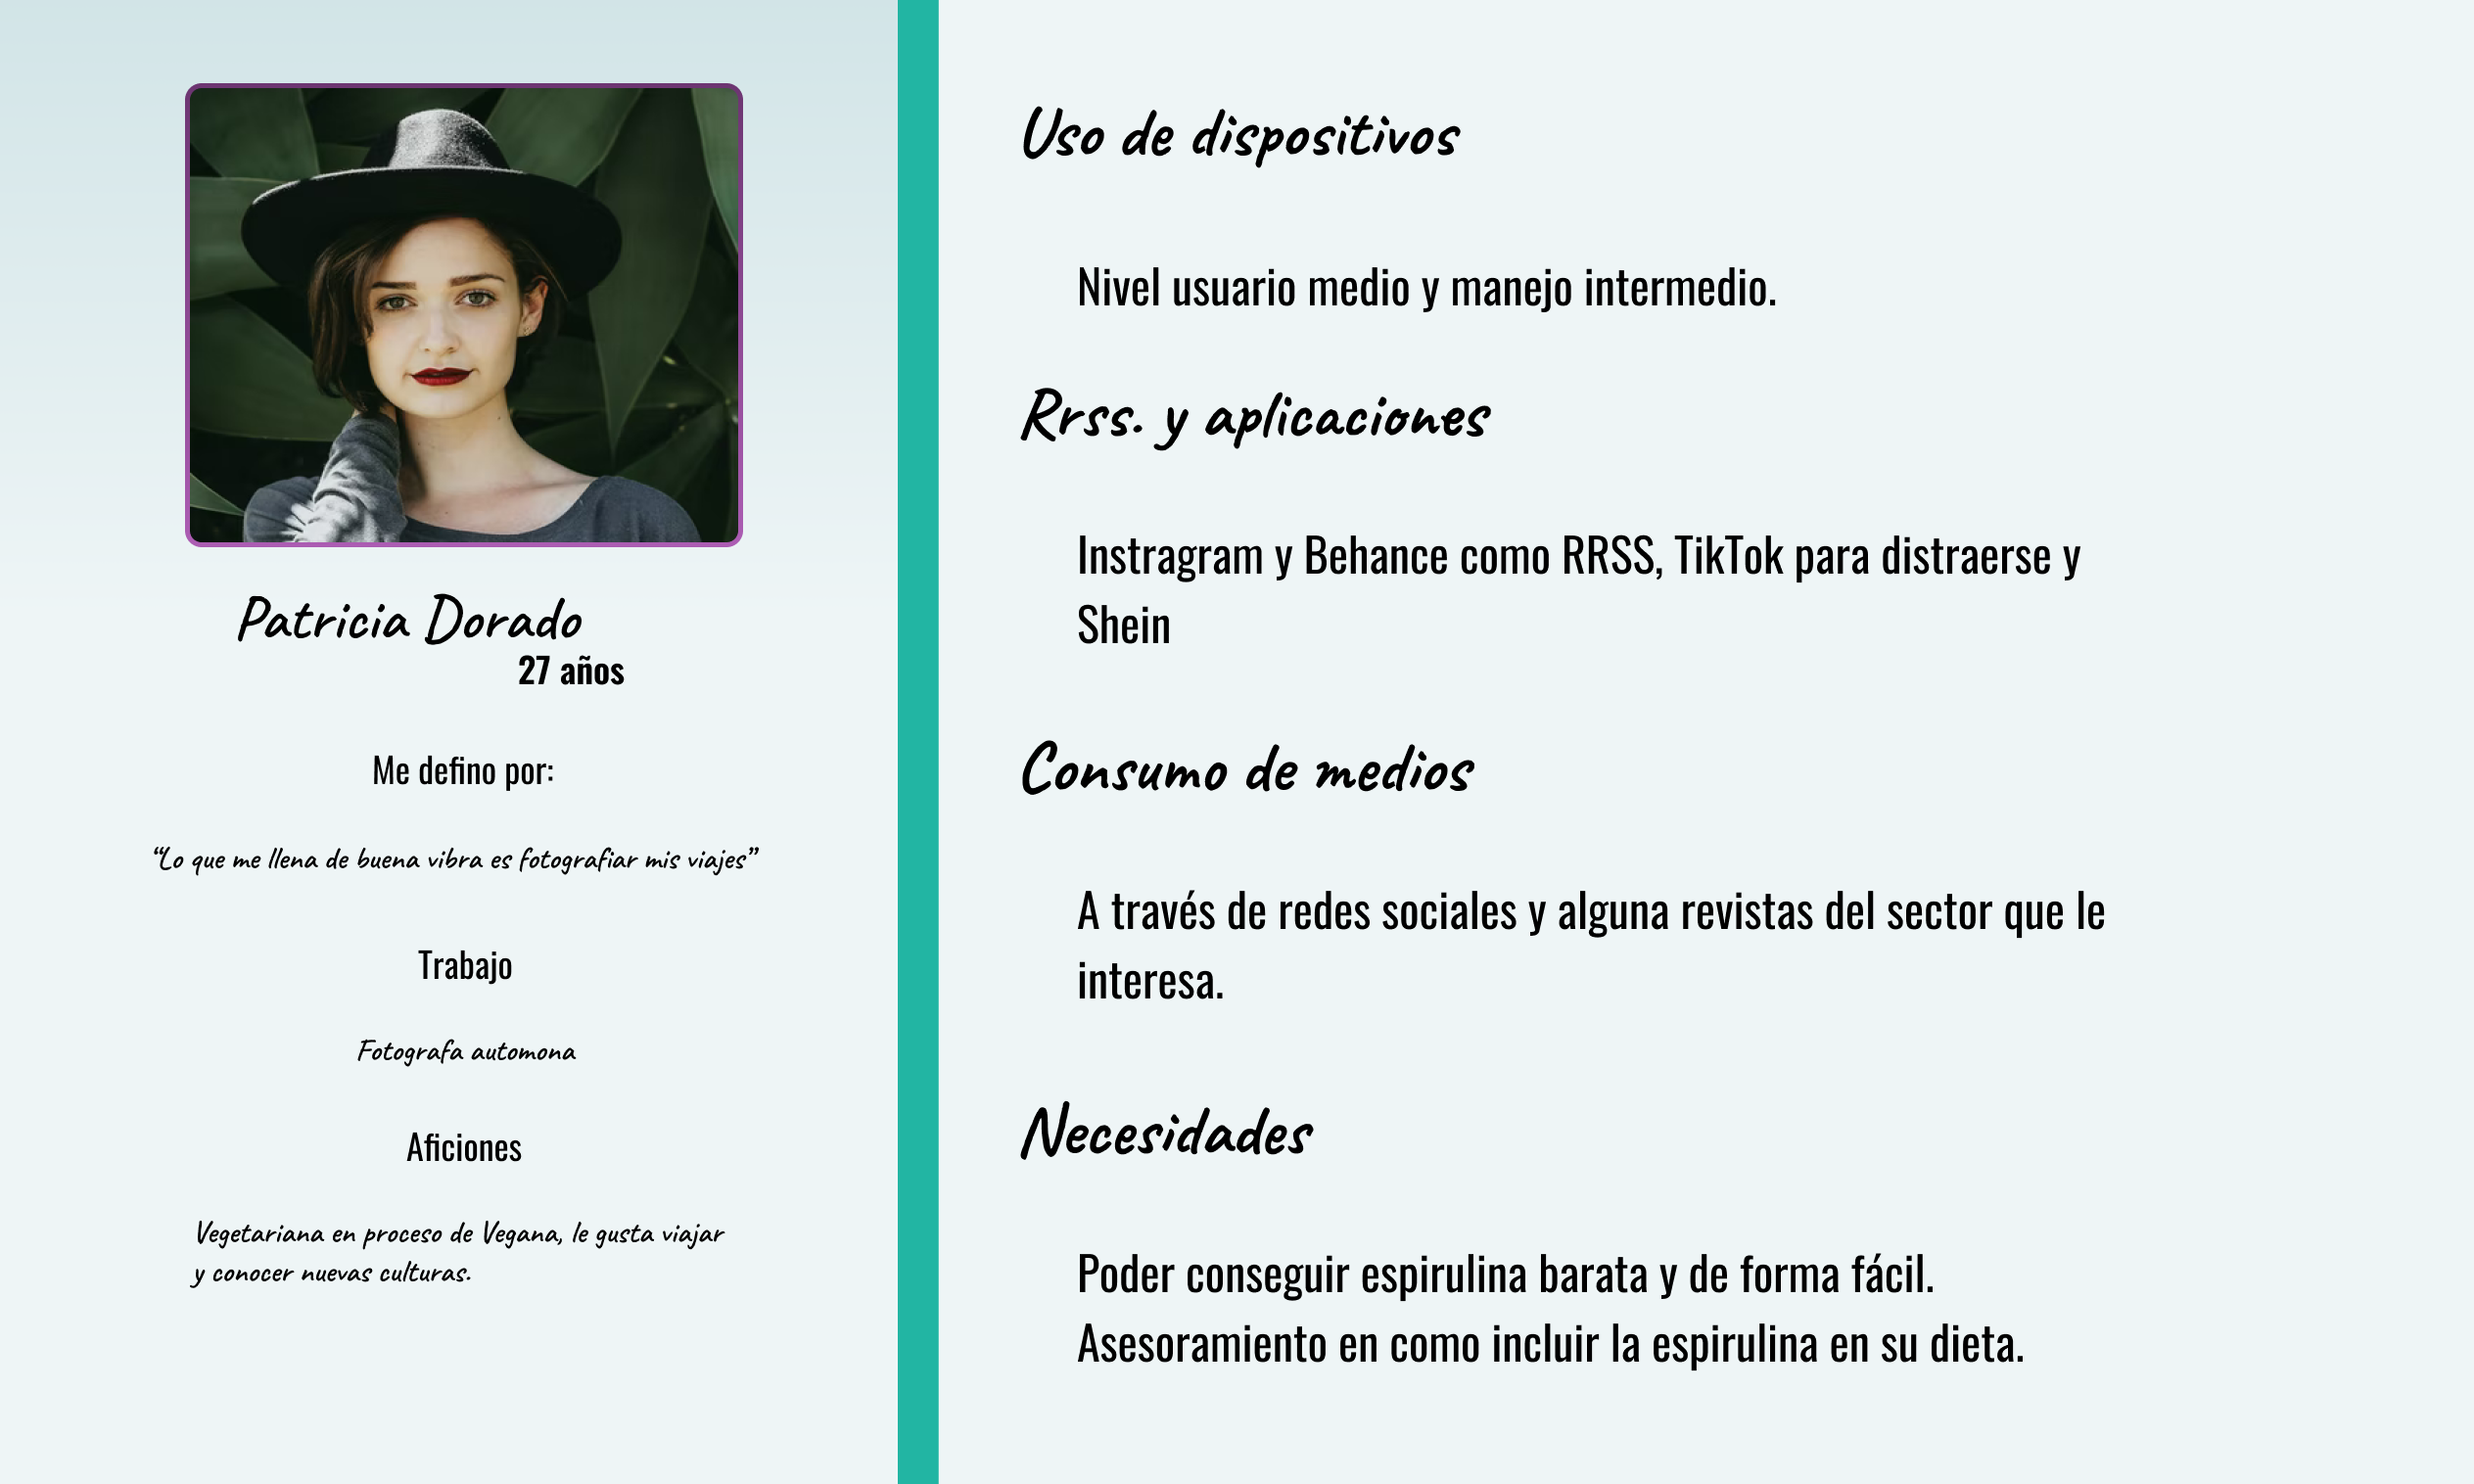 Patricia Dorado
27 años
Me defino por:
“Lo que me llena de buena vibra es fotografiar mis viajes”
Trabajo
Fotografa automona
Aficiones
Vegetariana en proceso de Vegana, le gusta viajar
y conocer nuevas culturas.
Uso de dispositivos
Nivel usuario medio y manejo intermedio.
Rrss. y aplicaciones
Instragram y Behance como RRSS, TikTok para distraerse y
Shein
Consumo de medios
A través de redes sociales y alguna revistas del sector que le
interesa.
Necesidades
Poder conseguir espirulina barata y de forma fácil.
Asesoramiento en como incluir la espirulina en su dieta.